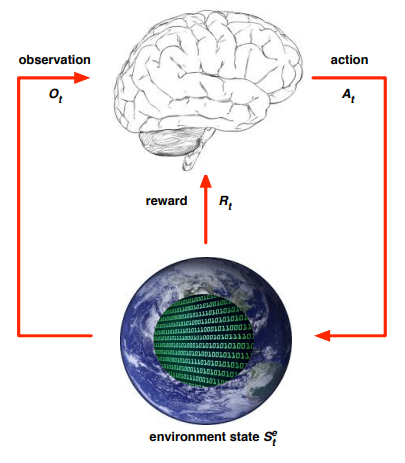 observation
action
O_t
A_t
reward
R_t
environment state S_t^e